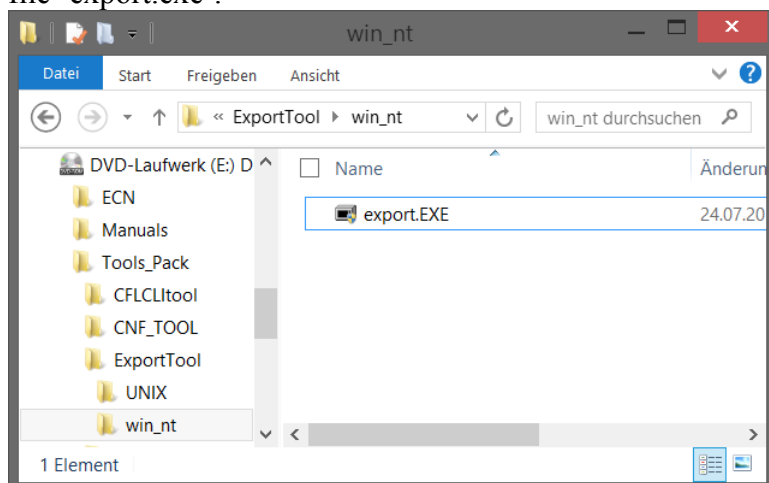 file "export.exe".
win_nt
Datei Start Freigeben Ansicht
« ExportTool win_nt win_nt durchsuchen
DVD-Laufwerk (E:) D Name Änderun
ECN
export.EXE 24.07.20
Manuals
Tools_Pack
CFLCLItool
CNF_TOOL
ExportTool
UNIX
win_nt
1 Element